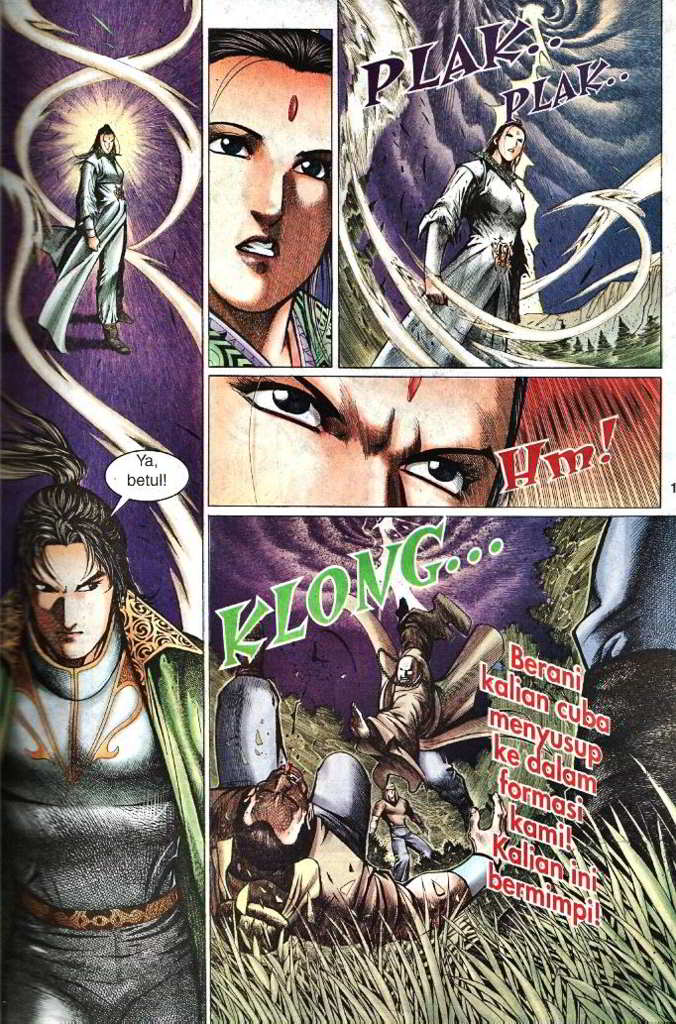 PLAK..
PLAK..
Hm!
Ya,
betul!
KLONG...
Berani
kalian cuba
menyusup
ke dalam
formasi
kami!
Kalian ini
bermimpi!